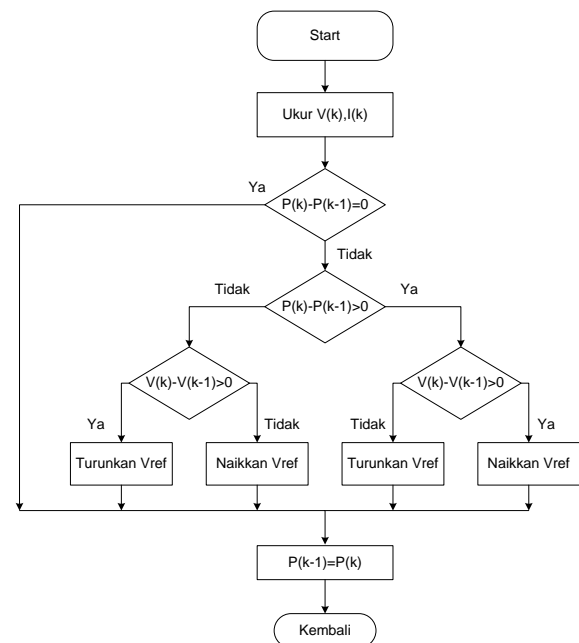 Start
Ukur V(k),I(k)
Ya
P(k)-P(k-1)=0
Tidak
Tidak
P(k)-P(k-1)>0
Ya
V(k)-V(k-1)>0
V(k)-V(k-1)>0
Ya
Tidak
Tidak
Ya
Turunkan Vref
Naikkan Vref
Turunkan Vref
Naikkan Vref
P(k-1)=P(k)
Kembali